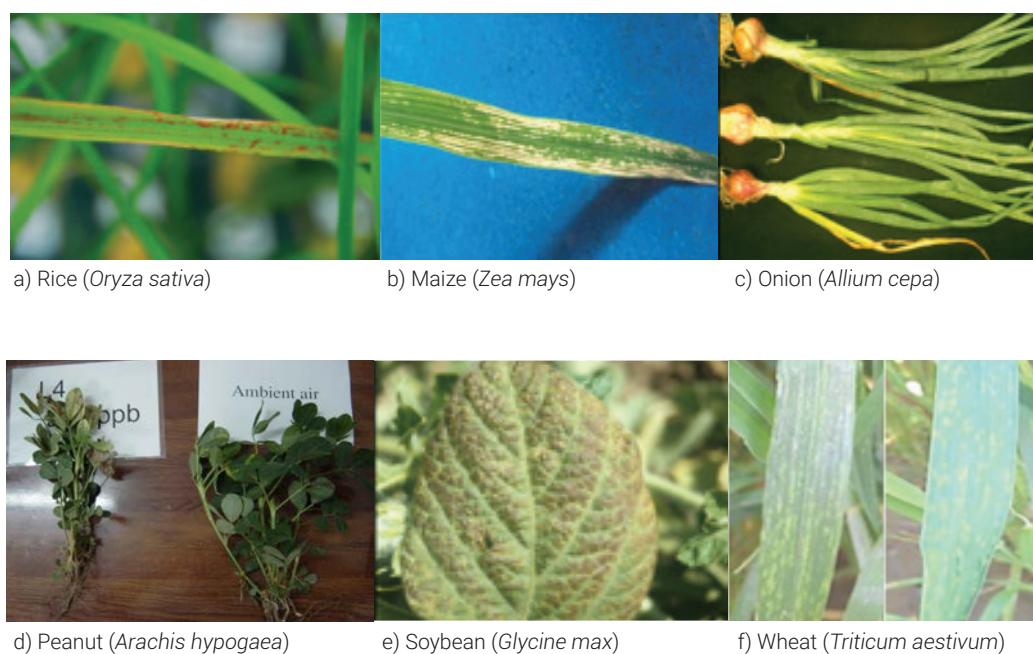 a) Rice (Oryza sativa)
b) Maize (Zea mays)
c) Onion (Allium cepa)
L4
ppb
Ambient air
d) Peanut (Arachis hypogaea)
e) Soybean (Glycine max)
f) Wheat (Triticum aestivum)